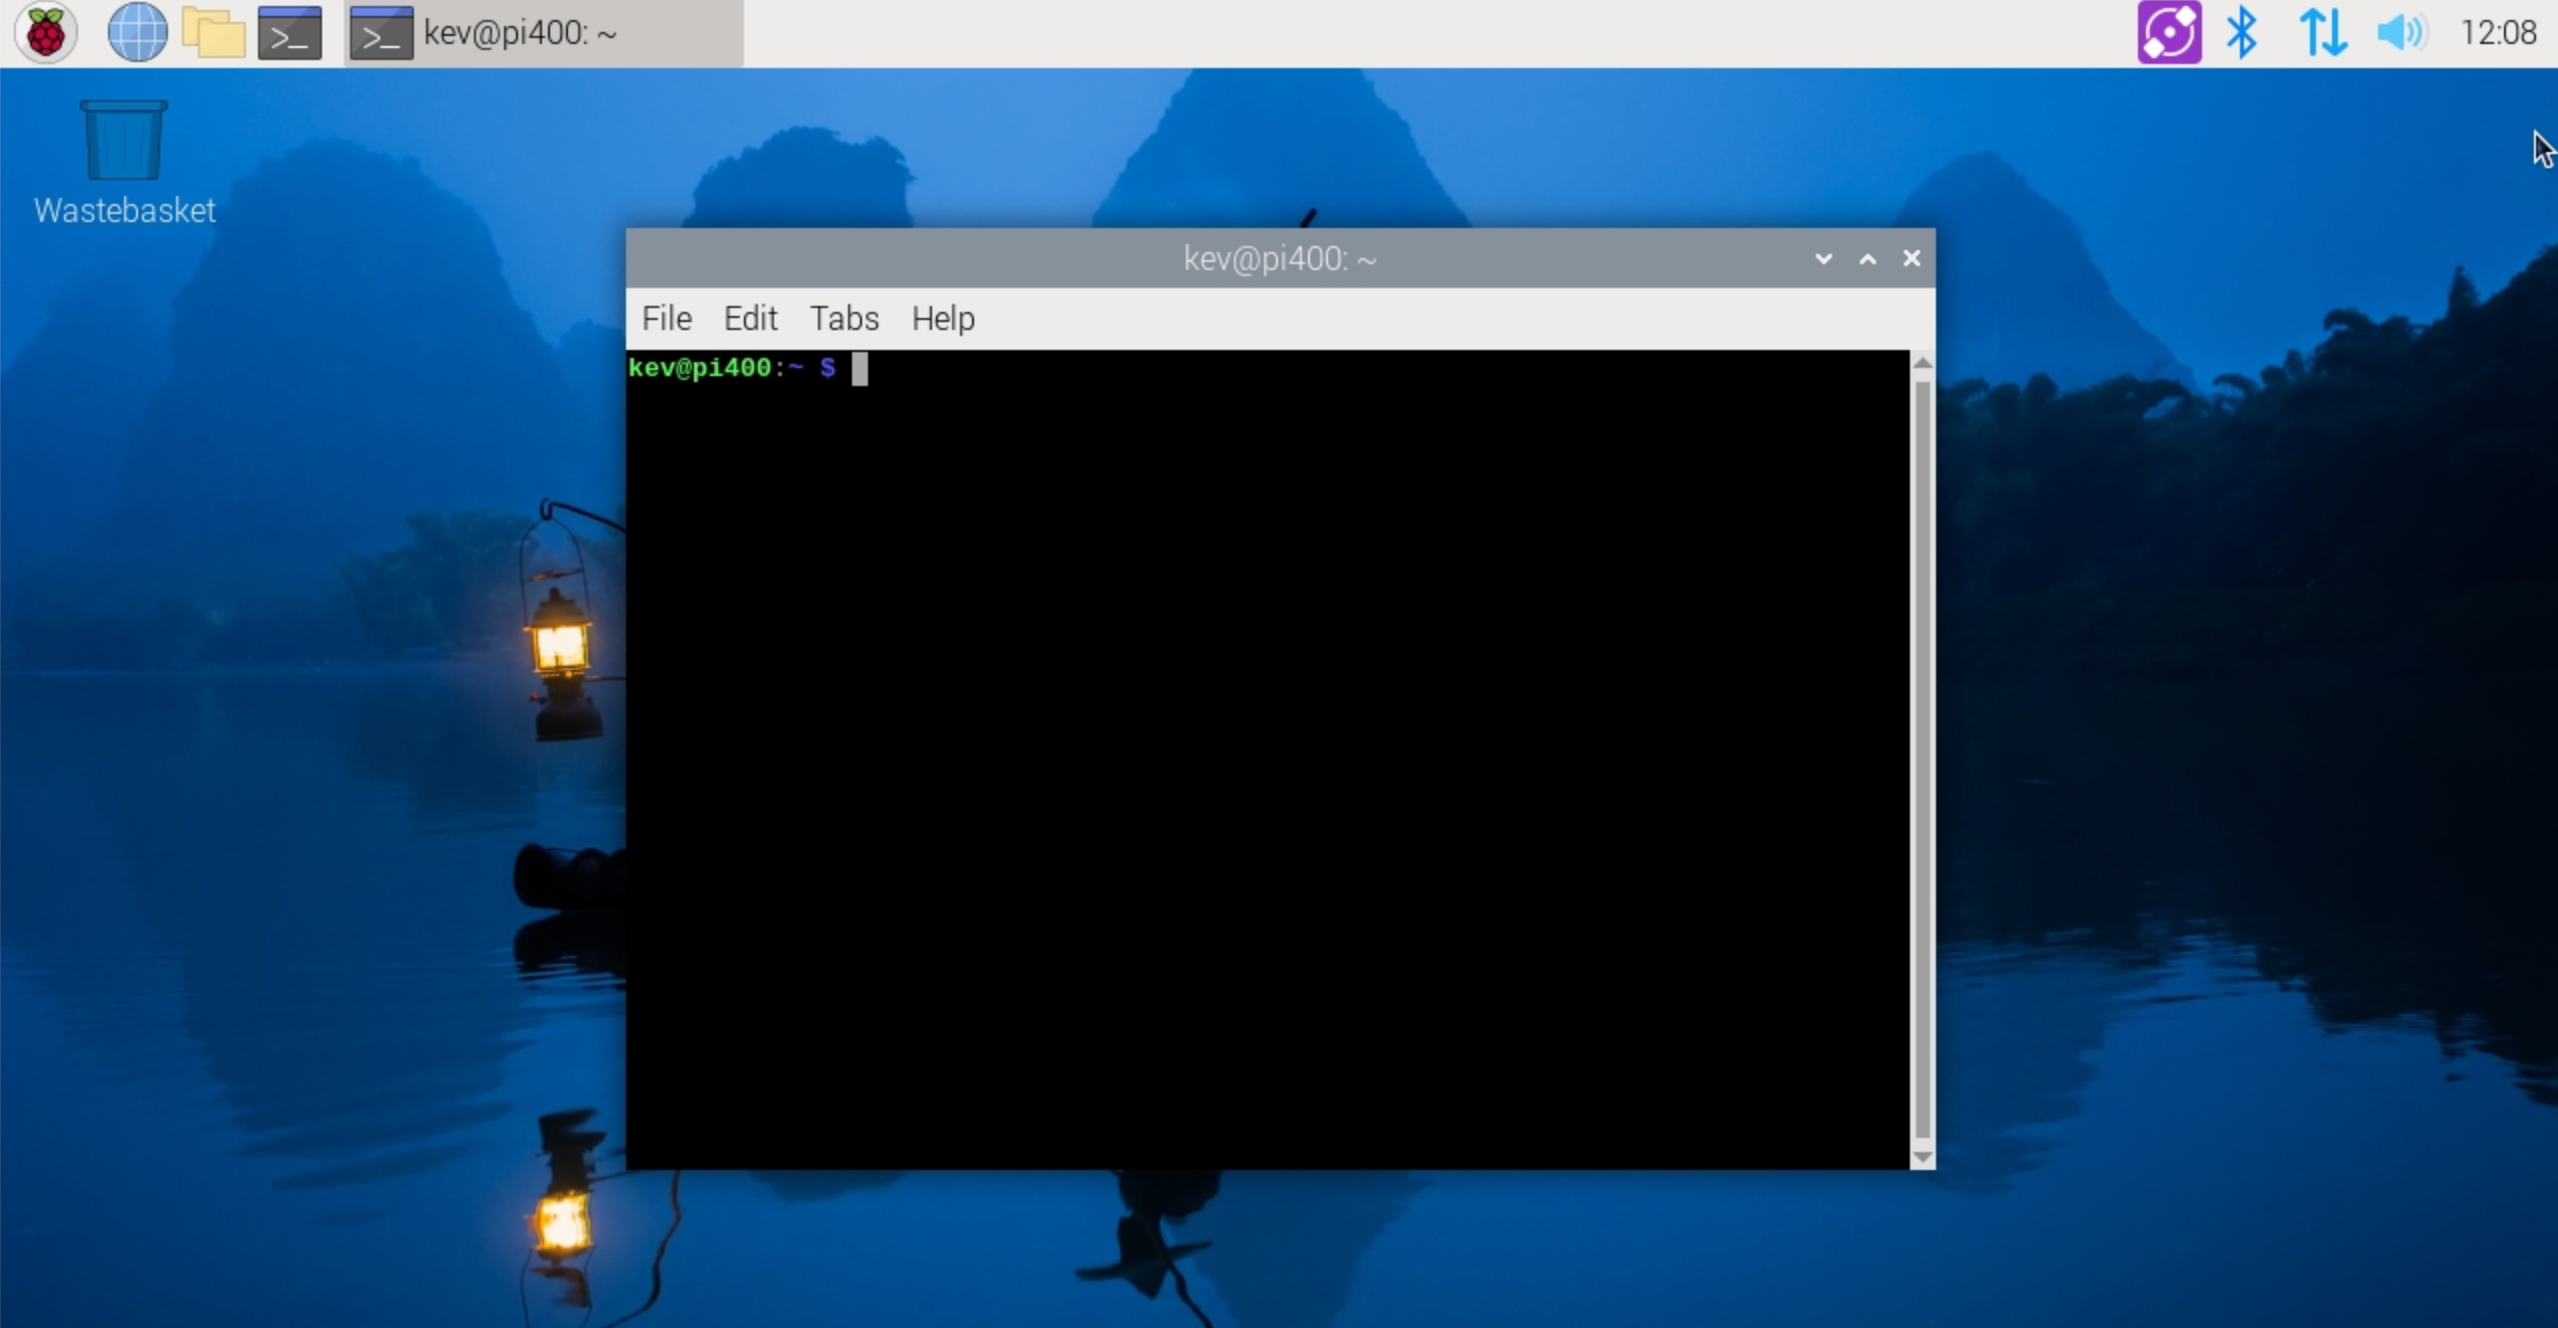 kev@pi400: ~
12:08
Wastebasket
kev@pi400: ~
File Edit Tabs Help
kev@pi400:~ $